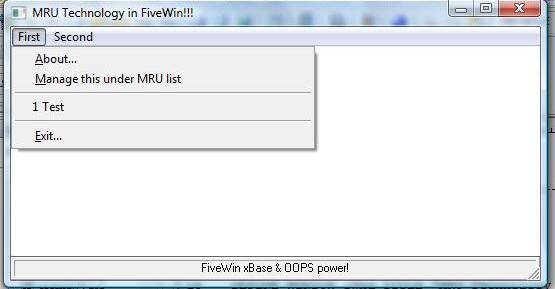 MRU Technology in FiveWin!!!
First Second
About...
Manage this under MRU list
1 Test
Exit...
FiveWin xBase & OOPS power!